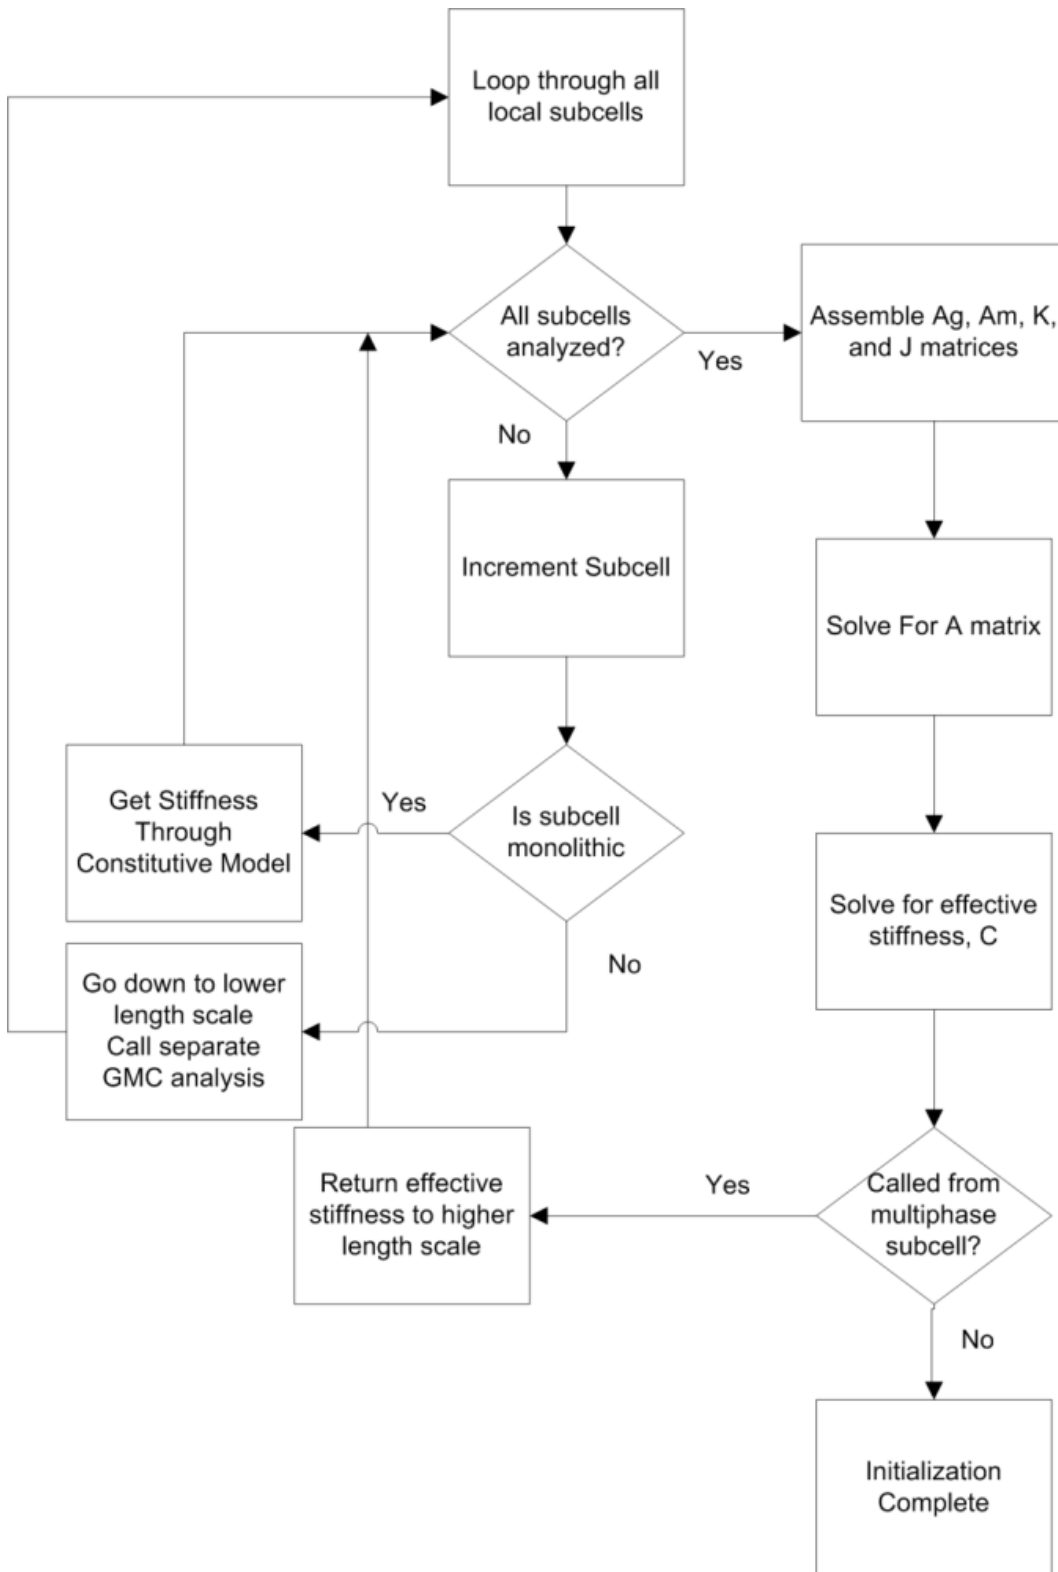 Loop through all
local subcells
All subcells
analyzed?
Yes
Assemble Ag, Am, K,
and J matrices
No
Increment Subcell
Solve For A matrix
Get Stiffness
Through
Constitutive Model
Yes
Is subcell
monolithic
Solve for effective
stiffness, C
No
Go down to lower
length scale
Call separate
GMC analysis
Return effective
stiffness to higher
length scale
Yes
Called from
multiphase
subcell?
No
Initialization
Complete